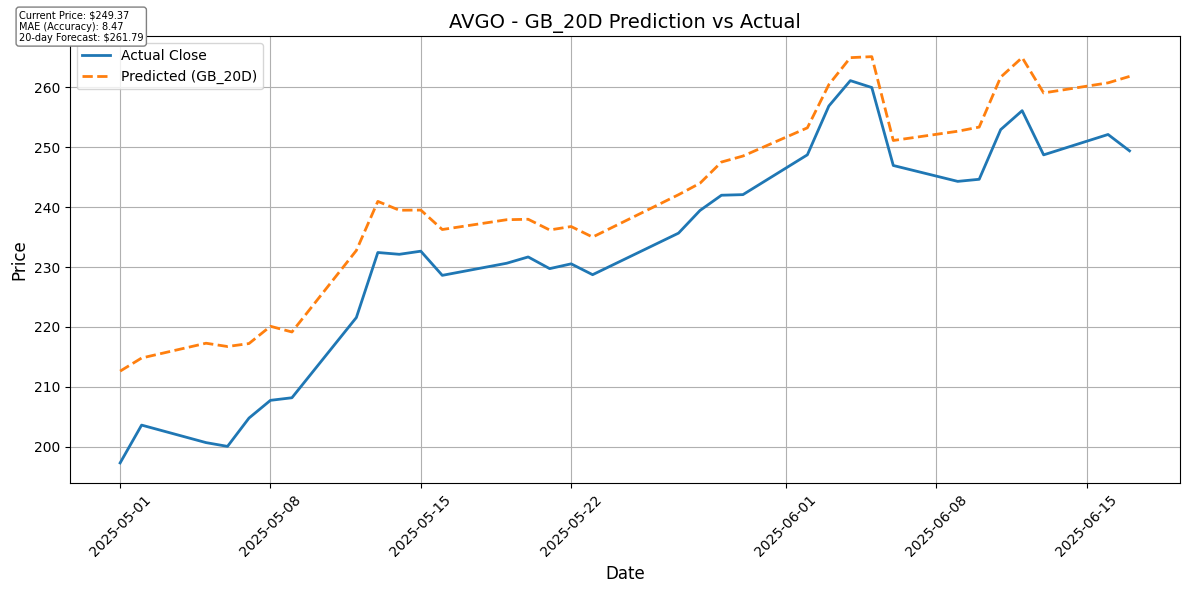 Current Price: $249.37
MAE (Accuracy): 8.47
20-day Forecast: $261.79
AVGO - GB_20D Prediction vs Actual
Actual Close
Predicted (GB_20D)
260
250
240
230
220
210
200
Price
2025-05-01
2025-05-08
2025-05-15
2025-05-22
2025-06-01
2025-06-08
2025-06-15
Date